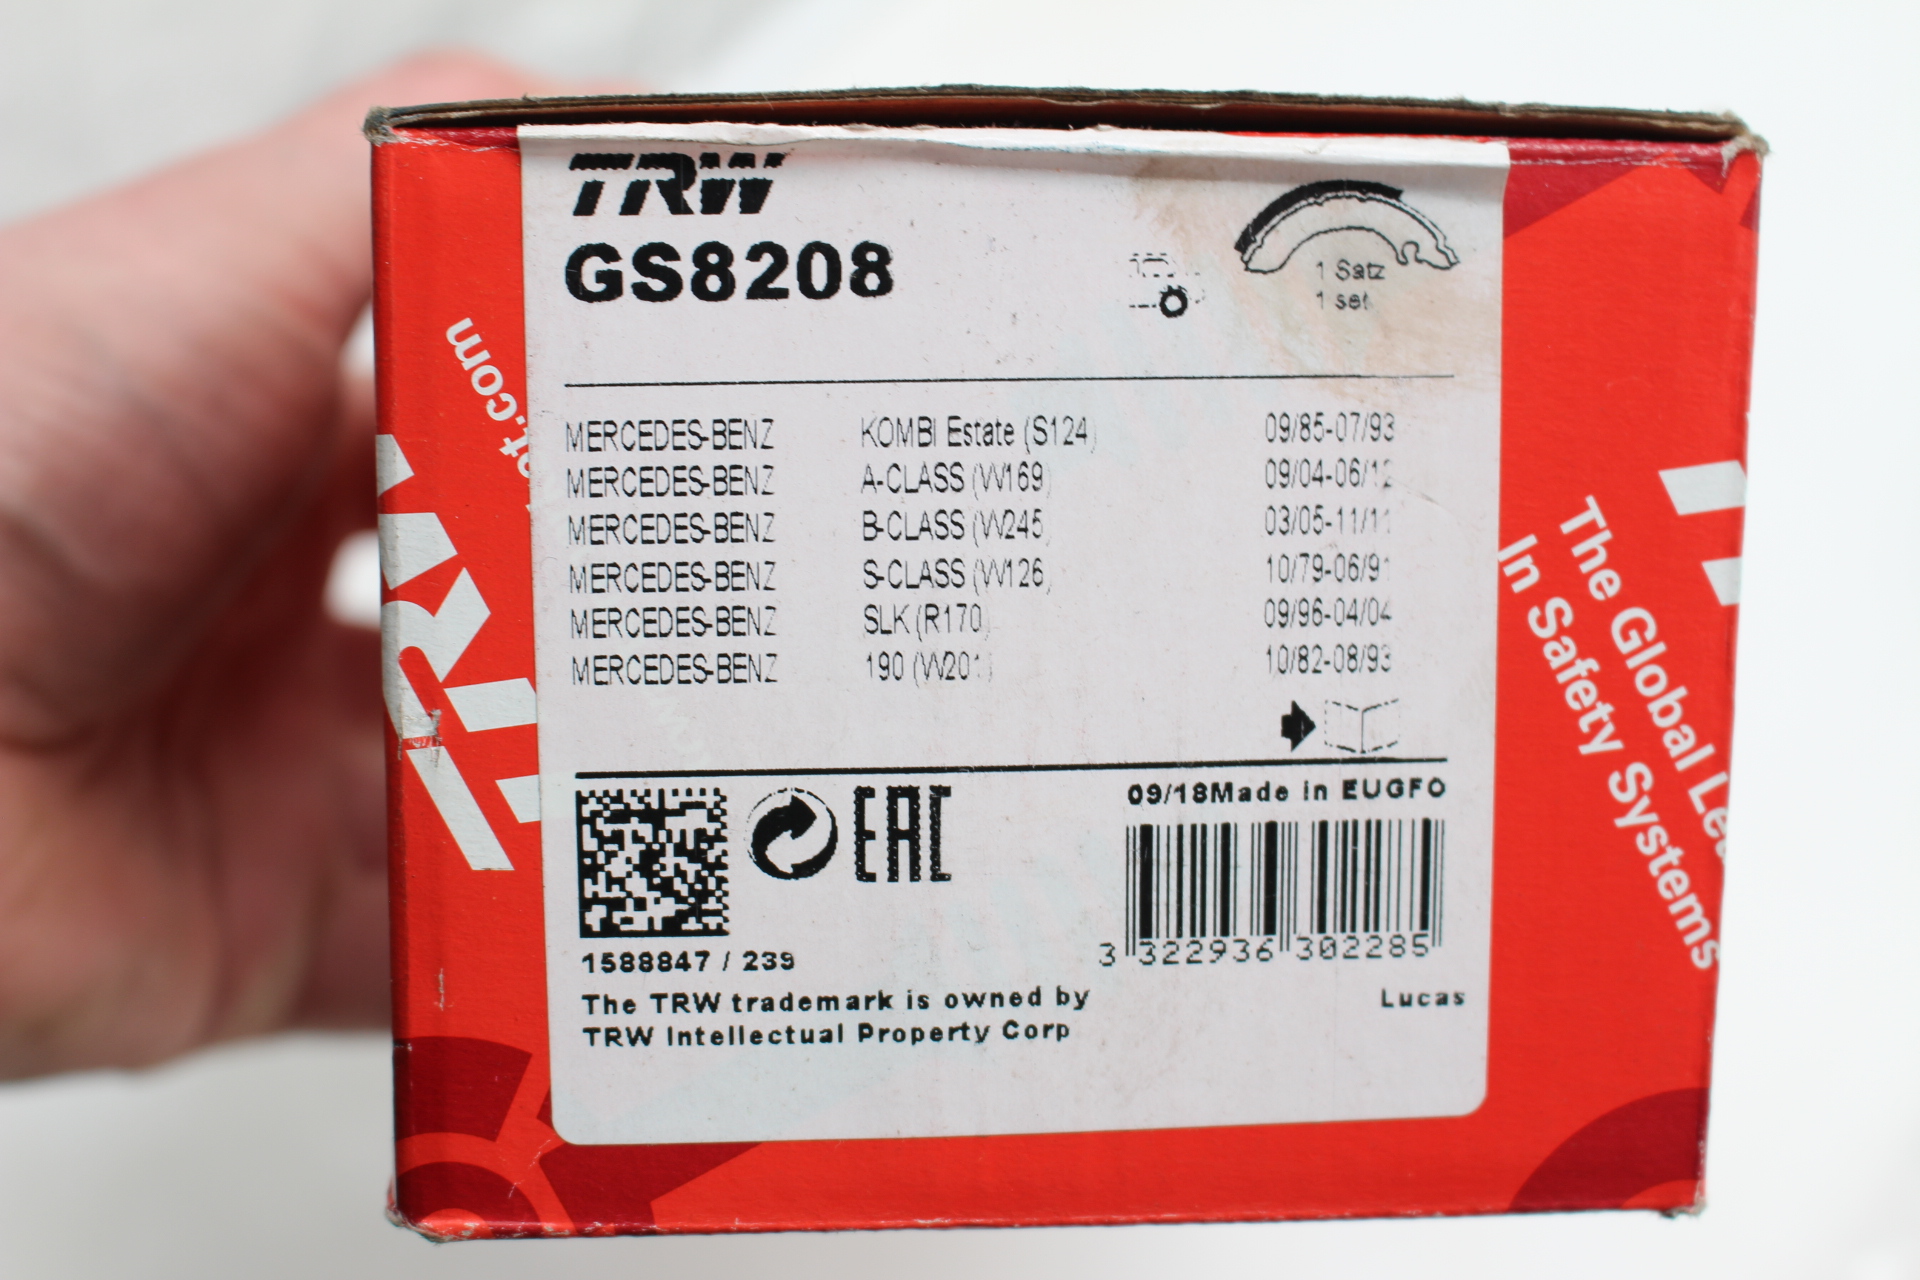 TRW
GS8208
1 Satz
1 set
MERCEDES-BENZ KOMBI Estate (S124) 09/85-07/93
MERCEDES-BENZ A-CLASS (W169) 09/04-06/12
MERCEDES-BENZ B-CLASS (W245) 03/05-11/11
MERCEDES-BENZ S-CLASS (W126) 10/79-06/91
MERCEDES-BENZ SLK (R170) 09/96-04/04
MERCEDES-BENZ 190 (W201) 10/82-08/93
09/18Made in EUGFO
EAC
3 322936 302285
1588847 / 239
The TRW trademark is owned by
TRW Intellectual Property Corp
Lucas
TRW
.com
The Global
In Safety Systems